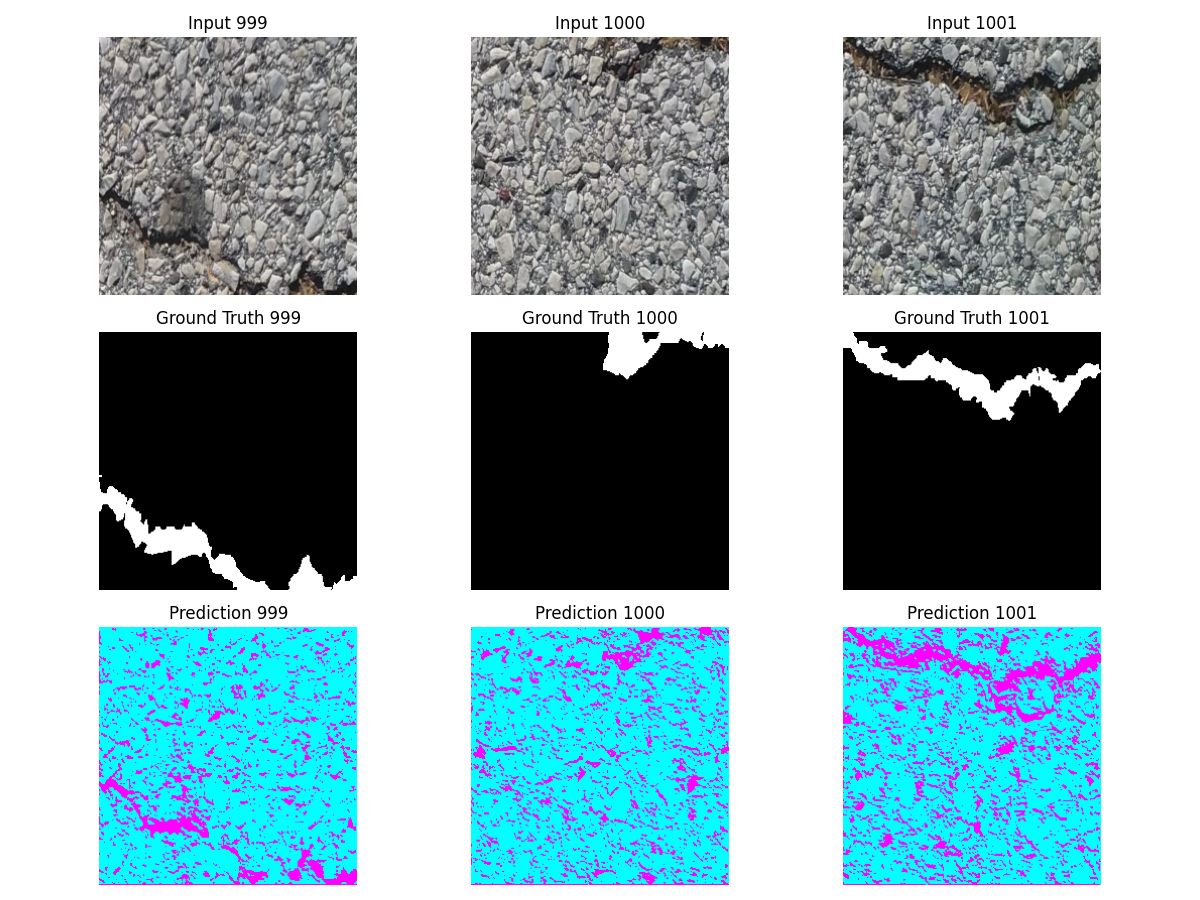 Input 999
Input 1000
Input 1001
Ground Truth 999
Ground Truth 1000
Ground Truth 1001
Prediction 999
Prediction 1000
Prediction 1001